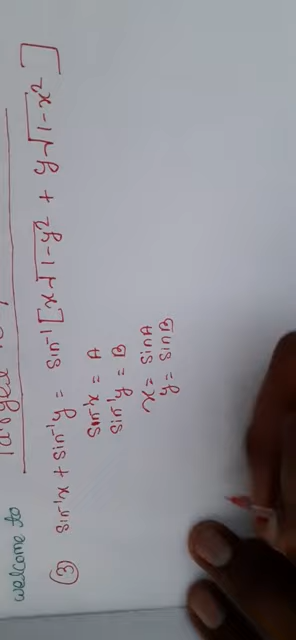 welcome to
③ sin⁻¹x + sin⁻¹y = sin⁻¹[x√1-y² + y√1-x²]
sin⁻¹x = A
sin⁻¹y = B
x = sinA
y = sinB